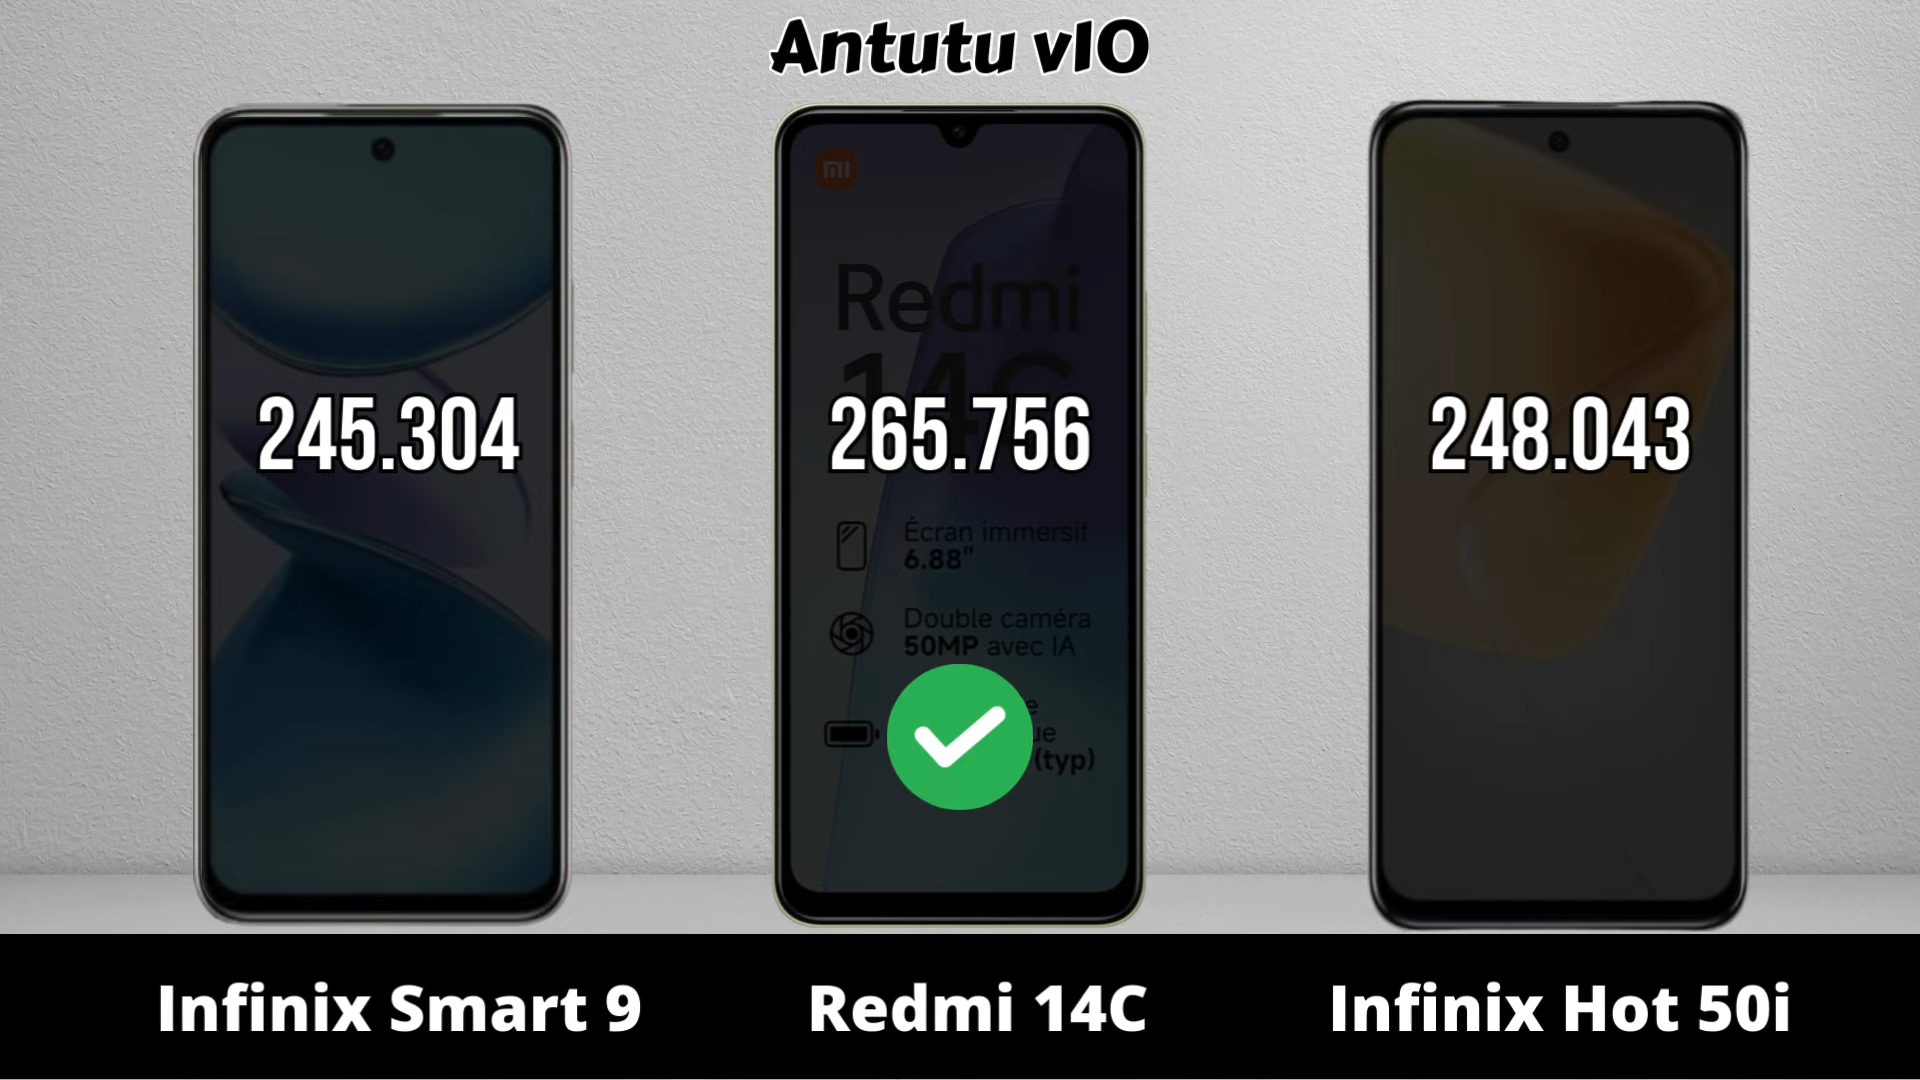 Antutu v10
Redmi
14C
245.304
265.756
248.043
Écran immersif
6.88"
Double caméra
50MP avec IA
(typ)
Infinix Smart 9
Redmi 14C
Infinix Hot 50i